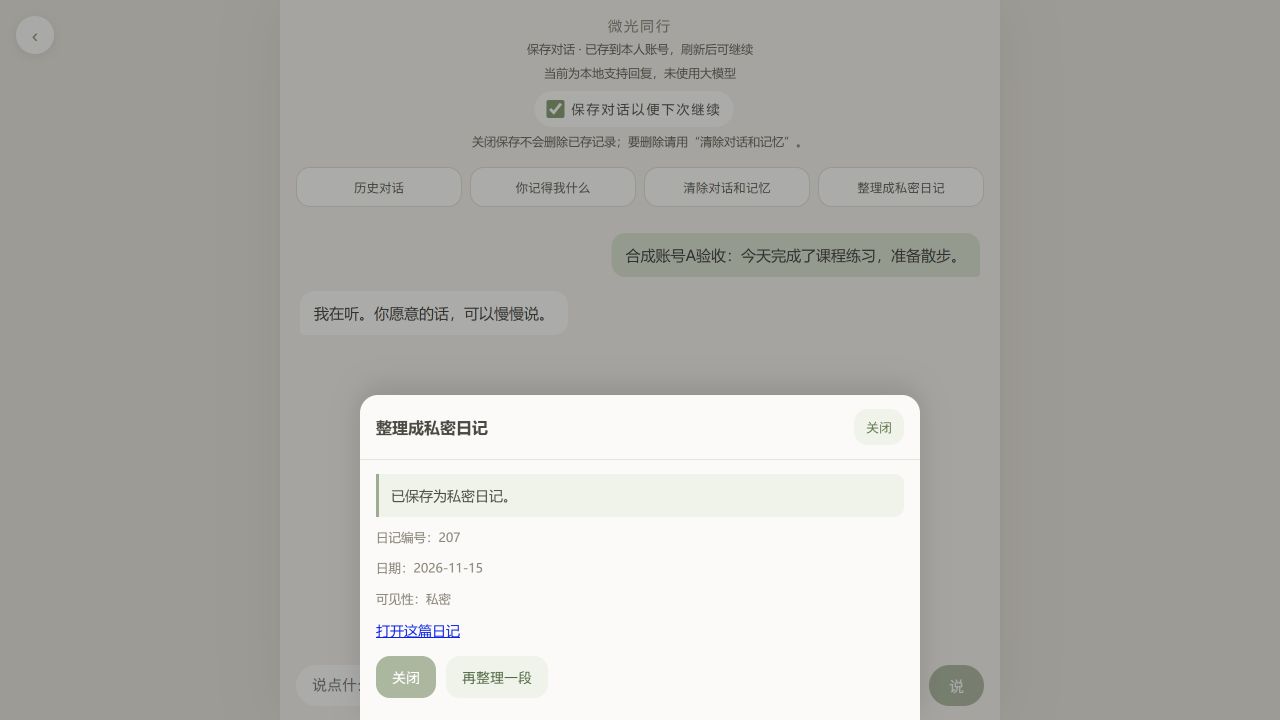 ‹
微光同行
保存对话 · 已存到本人账号，刷新后可继续
当前为本地支持回复，未使用大模型
保存对话以便下次继续
关闭保存不会删除已存记录；要删除请用“清除对话和记忆”。
历史对话
你记得我什么
清除对话和记忆
整理成私密日记
合成账号A验收：今天完成了课程练习，准备散步。
我在听。你愿意的话，可以慢慢说。
整理成私密日记
关闭
已保存为私密日记。
日记编号：207
日期：2026-11-15
可见性：私密
打开这篇日记
关闭
再整理一段
说点什
说